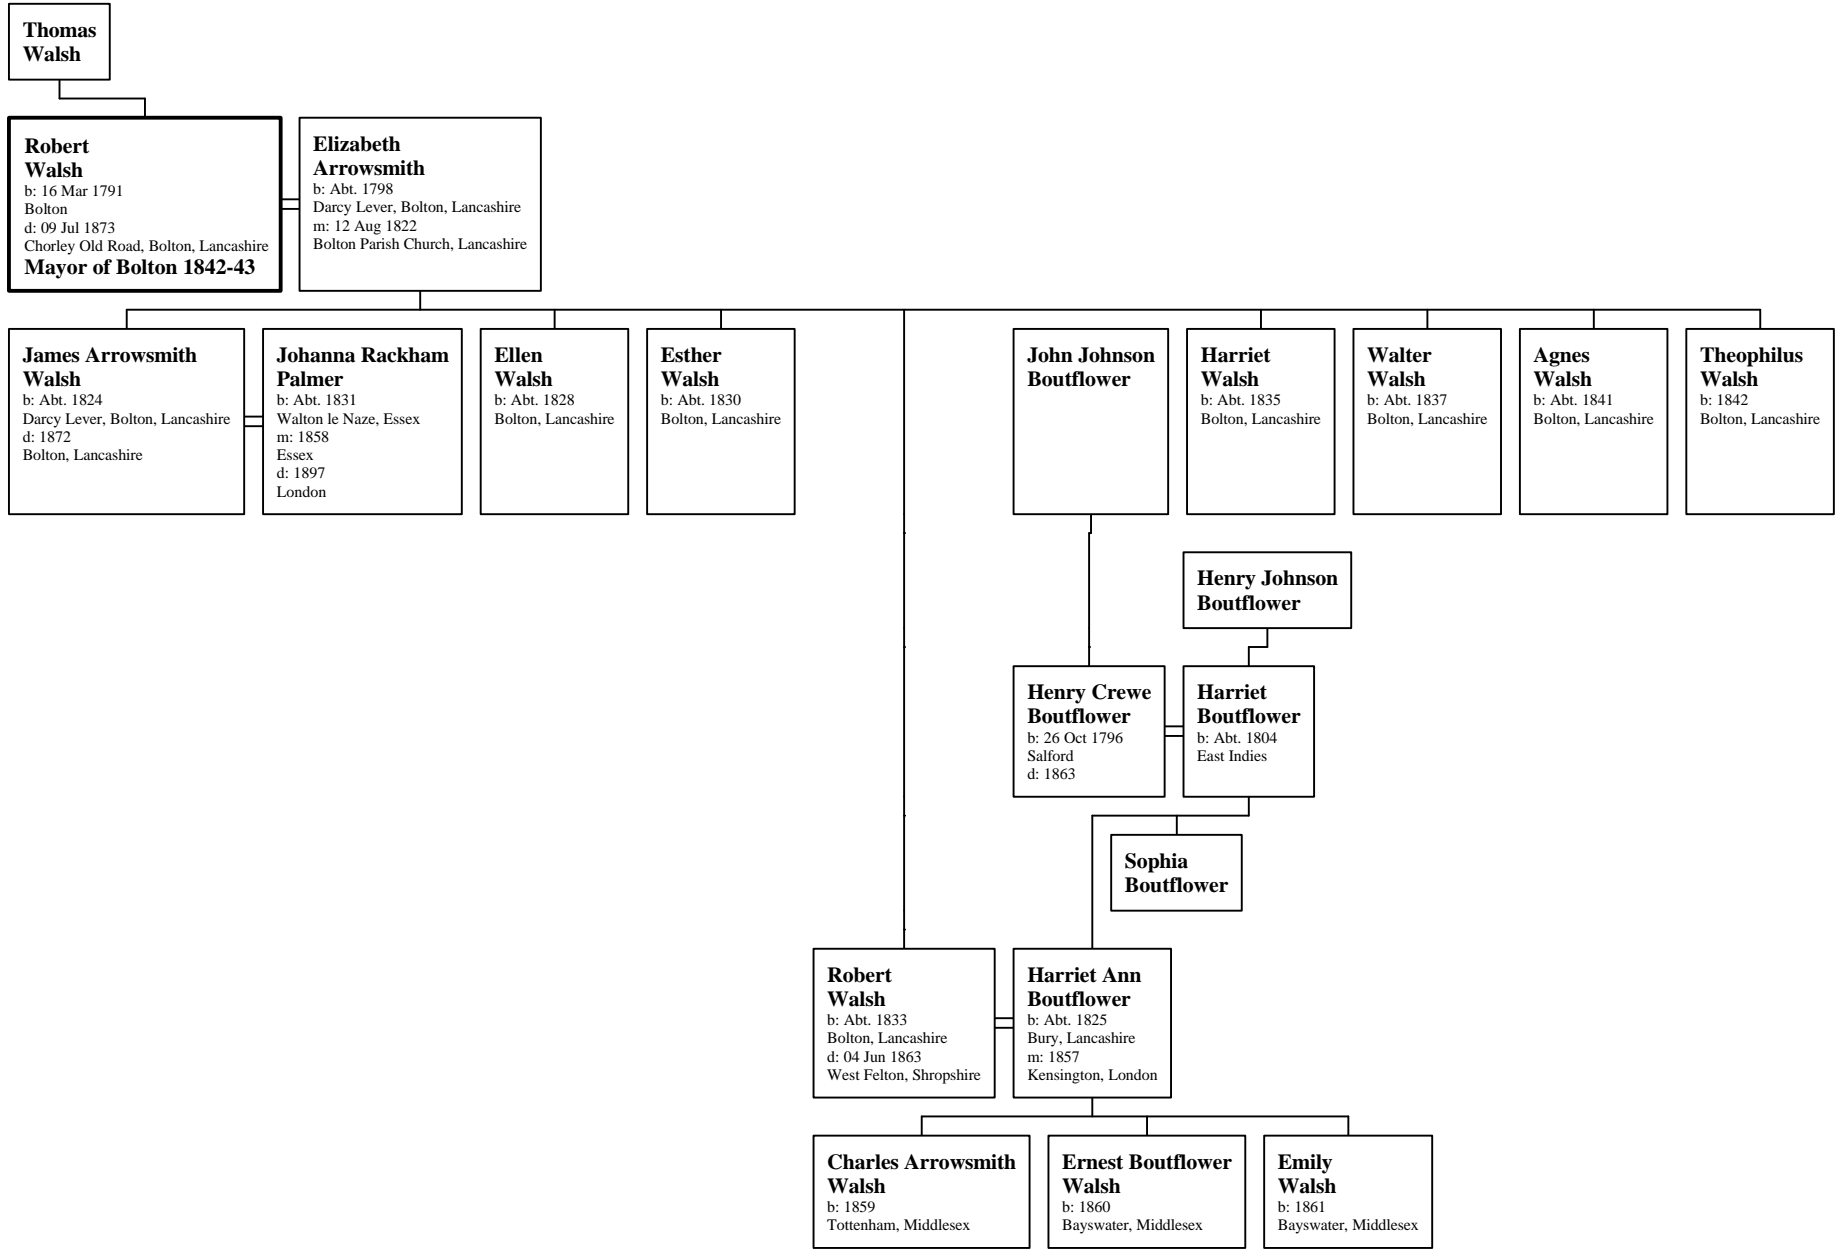 Thomas
Walsh
Robert
Walsh
b: 16 Mar 1791
Bolton
d: 09 Jul 1873
Chorley Old Road, Bolton, Lancashire
Mayor of Bolton 1842-43
Elizabeth
Arrowsmith
b: Abt. 1798
Darcy Lever, Bolton, Lancashire
m: 12 Aug 1822
Bolton Parish Church, Lancashire
James Arrowsmith
Walsh
b: Abt. 1824
Darcy Lever, Bolton, Lancashire
d: 1872
Bolton, Lancashire
Johanna Rackham
Palmer
b: Abt. 1831
Walton le Naze, Essex
m: 1858
Essex
d: 1897
London
Ellen
Walsh
b: Abt. 1828
Bolton, Lancashire
Esther
Walsh
b: Abt. 1830
Bolton, Lancashire
John Johnson
Boutflower
Harriet
Walsh
b: Abt. 1835
Bolton, Lancashire
Walter
Walsh
b: Abt. 1837
Bolton, Lancashire
Agnes
Walsh
b: Abt. 1841
Bolton, Lancashire
Theophilus
Walsh
b: 1842
Bolton, Lancashire
Henry Johnson
Boutflower
Henry Crewe
Boutflower
b: 26 Oct 1796
Salford
d: 1863
Harriet
Boutflower
b: Abt. 1804
East Indies
Sophia
Boutflower
Robert
Walsh
b: Abt. 1833
Bolton, Lancashire
d: 04 Jun 1863
West Felton, Shropshire
Harriet Ann
Boutflower
b: Abt. 1825
Bury, Lancashire
m: 1857
Kensington, London
Charles Arrowsmith
Walsh
b: 1859
Tottenham, Middlesex
Ernest Boutflower
Walsh
b: 1860
Bayswater, Middlesex
Emily
Walsh
b: 1861
Bayswater, Middlesex